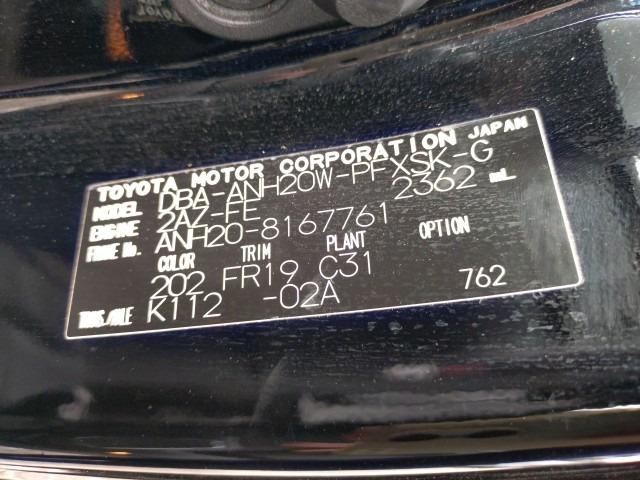 TOYOTA MOTOR CORPORATION JAPAN
MODEL DBA-ANH20W-PFXSK-G
ENGINE 2AZ-FE 2362 mL
FRAME No. ANH20-8167761
COLOR TRIM PLANT OPTION
202 FR19 C31
TRANS/AXLE K112 -02A 762